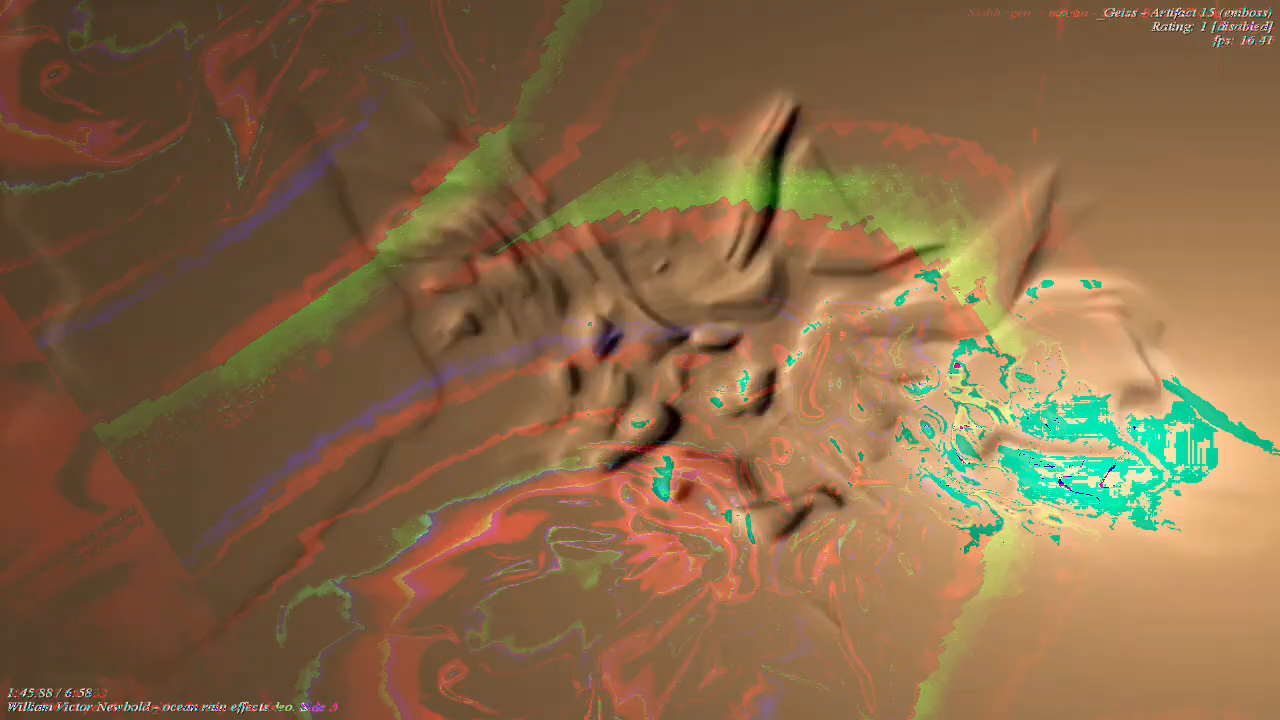 _Geiss - Artifact 15 (emboss)
Rating: 1 [disabled]
fps: 16.41
1:45.88 / 6:58
William Victor Newbold - ocean rain effects